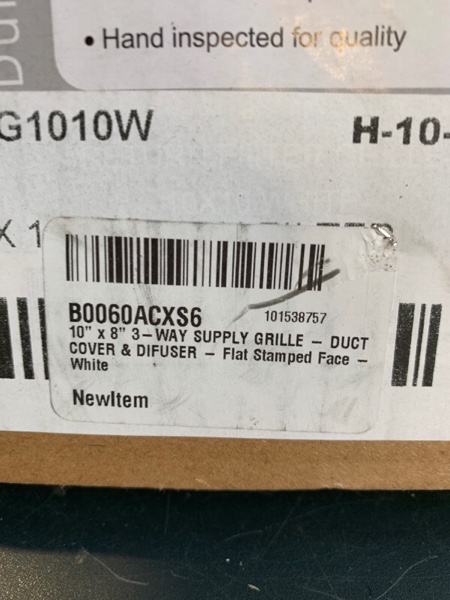 • Hand inspected for quality
G1010W H-10-
X 1
B0060ACXS6 101538757
10" x 8" 3-WAY SUPPLY GRILLE - DUCT
COVER & DIFUSER - Flat Stamped Face -
White
NewItem